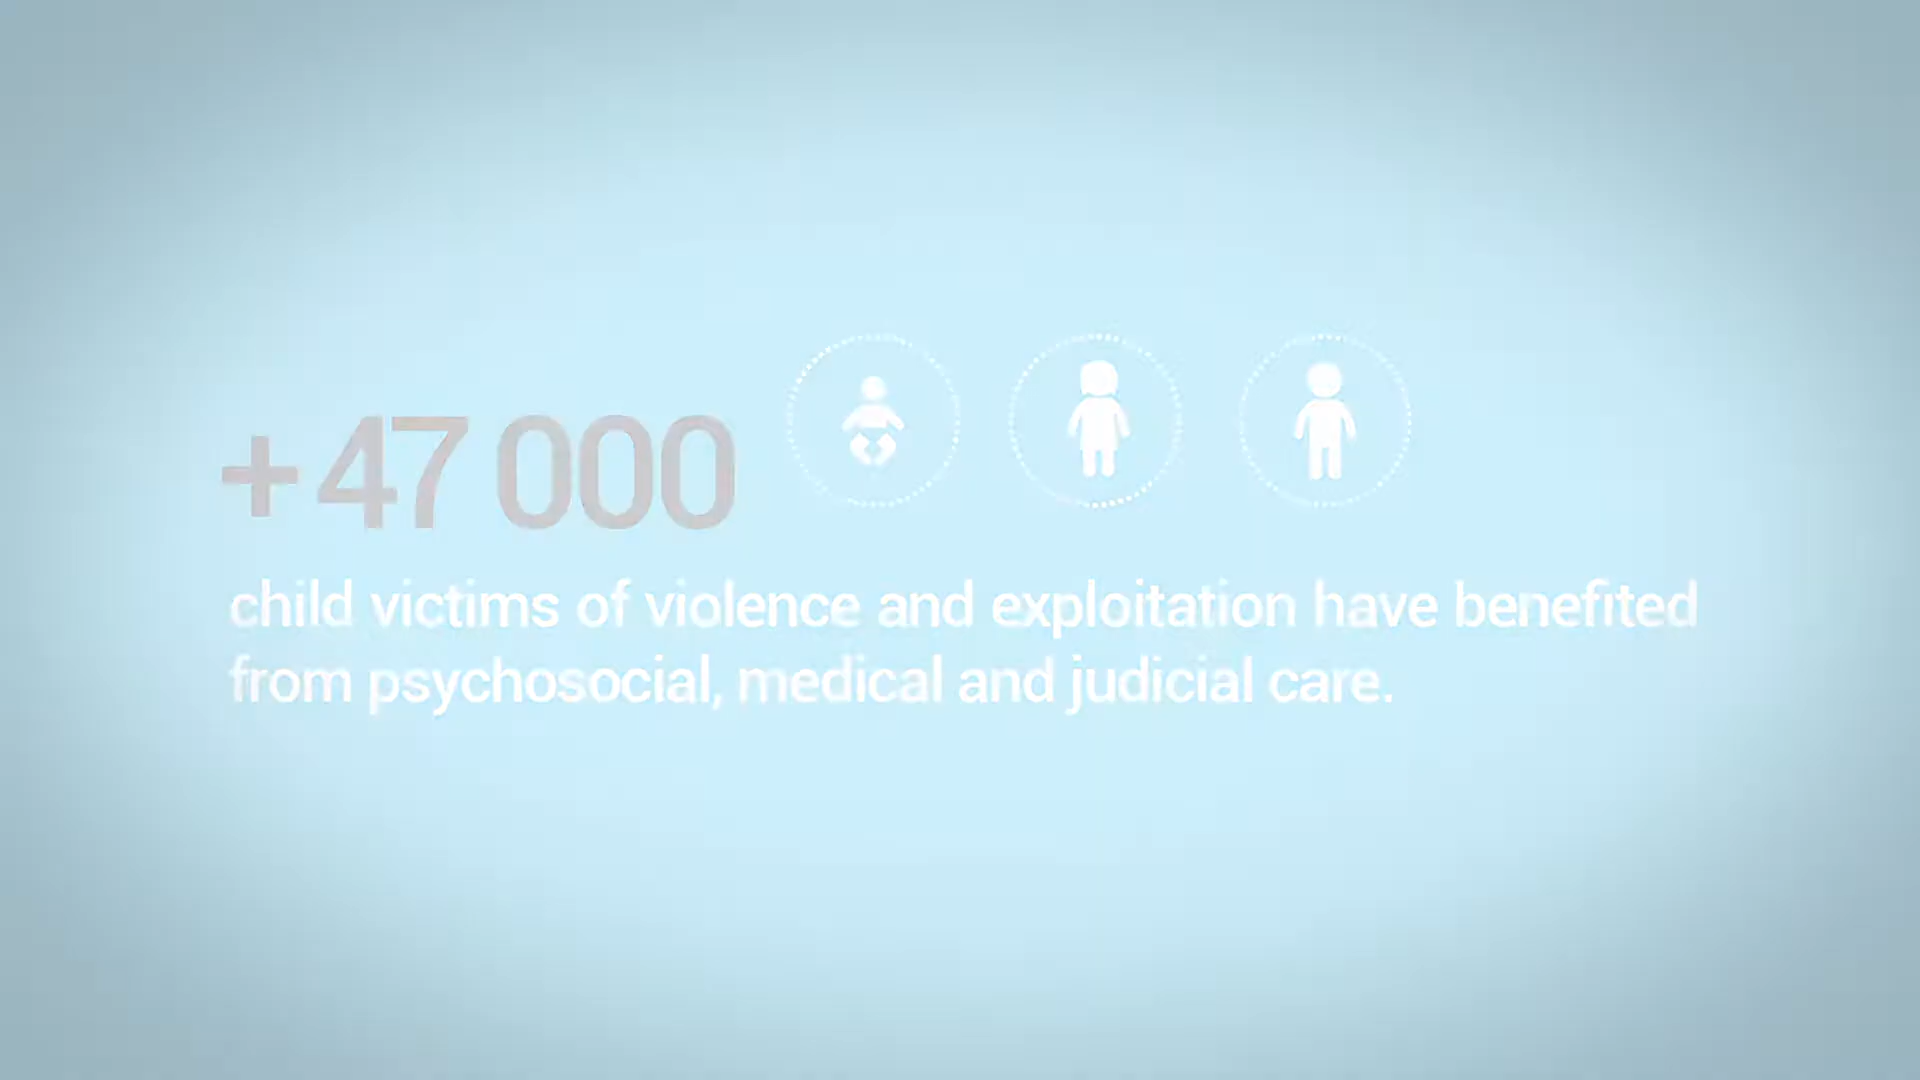 +47 000
child victims of violence and exploitation have benefited
from psychosocial, medical and judicial care.